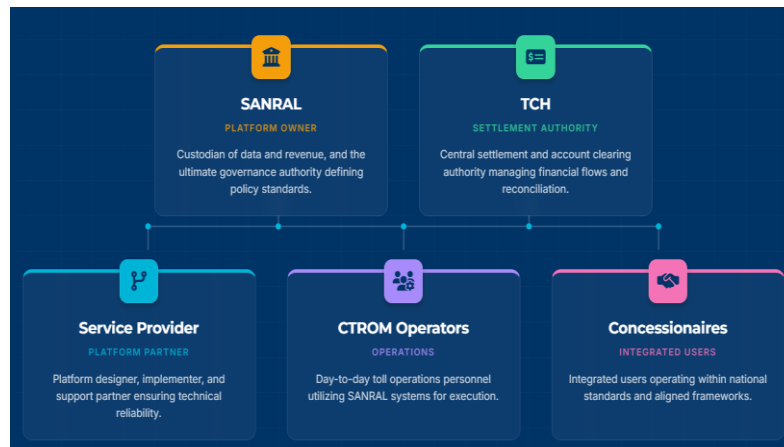 SANRAL
PLATFORM OWNER
Custodian of data and revenue, and the
ultimate governance authority defining
policy standards.
TCH
SETTLEMENT AUTHORITY
Central settlement and account clearing
authority managing financial flows and
reconciliation.
Service Provider
PLATFORM PARTNER
Platform designer, implementer, and
support partner ensuring technical
reliability.
CTROM Operators
OPERATIONS
Day-to-day toll operations personnel
utilizing SANRAL systems for execution.
Concessionaires
INTEGRATED USERS
Integrated users operating within national
standards and aligned frameworks.